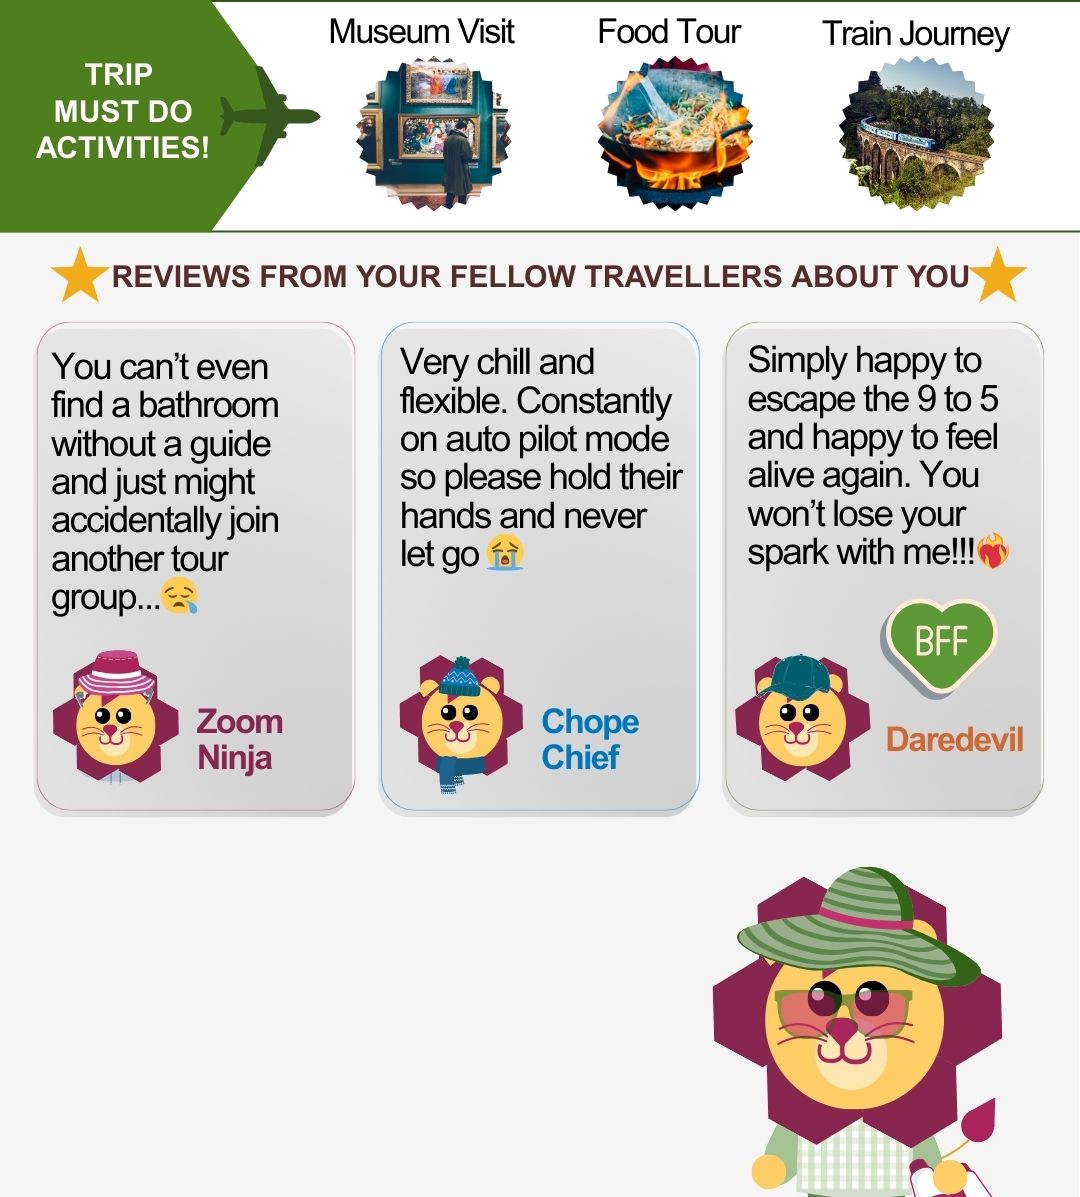 TRIP
MUST DO
ACTIVITIES!
Museum Visit
Food Tour
Train Journey
REVIEWS FROM YOUR FELLOW TRAVELLERS ABOUT YOU
You can’t even
find a bathroom
without a guide
and just might
accidentally join
another tour
group...😪
Zoom
Ninja
Very chill and
flexible. Constantly
on auto pilot mode
so please hold their
hands and never
let go 😭
Chope
Chief
Simply happy to
escape the 9 to 5
and happy to feel
alive again. You
won’t lose your
spark with me!!!❤️‍🔥
BFF
Daredevil